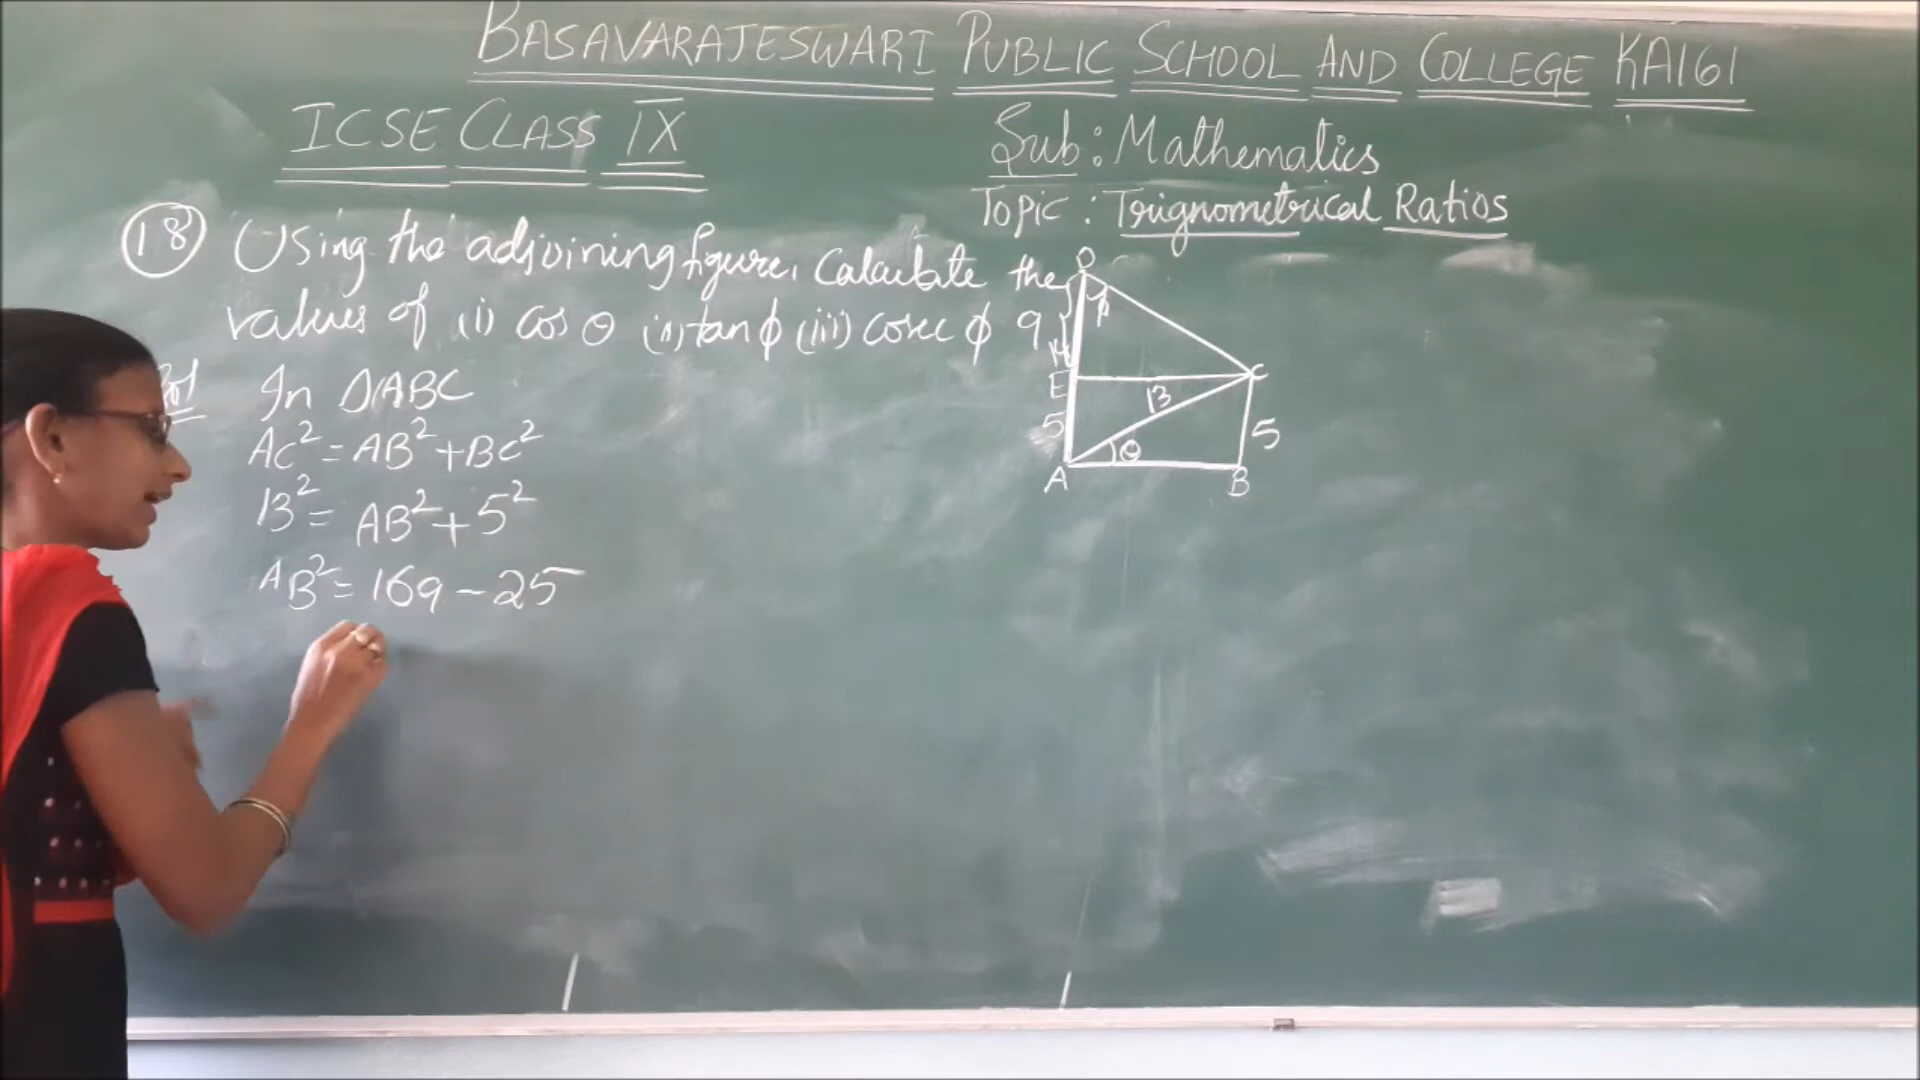 BASAVARAJESWARI PUBLIC SCHOOL AND COLLEGE KA161
ICSE CLASS IX
Sub: Mathematics
Topic: Trignometrical Ratios
18 Using the adjoining figure, Calculate the
values of (i) cos θ (ii) tan ϕ (iii) cosec ϕ
Sol In ΔABC
AC² = AB² + BC²
13² = AB² + 5²
AB² = 169 - 25
D
9
E
C
13
5
5
θ
A
B